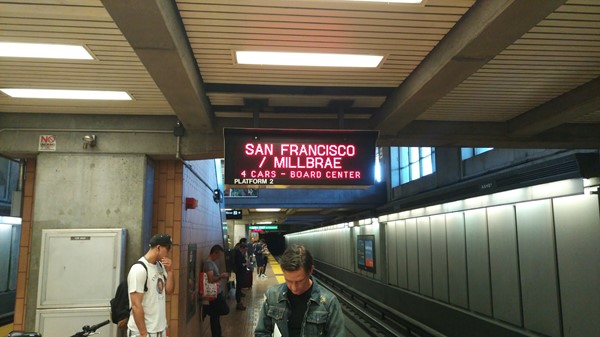 SAN FRANCISCO
/ MILLBRAE
4 CARS - BOARD CENTER
PLATFORM 2
NO